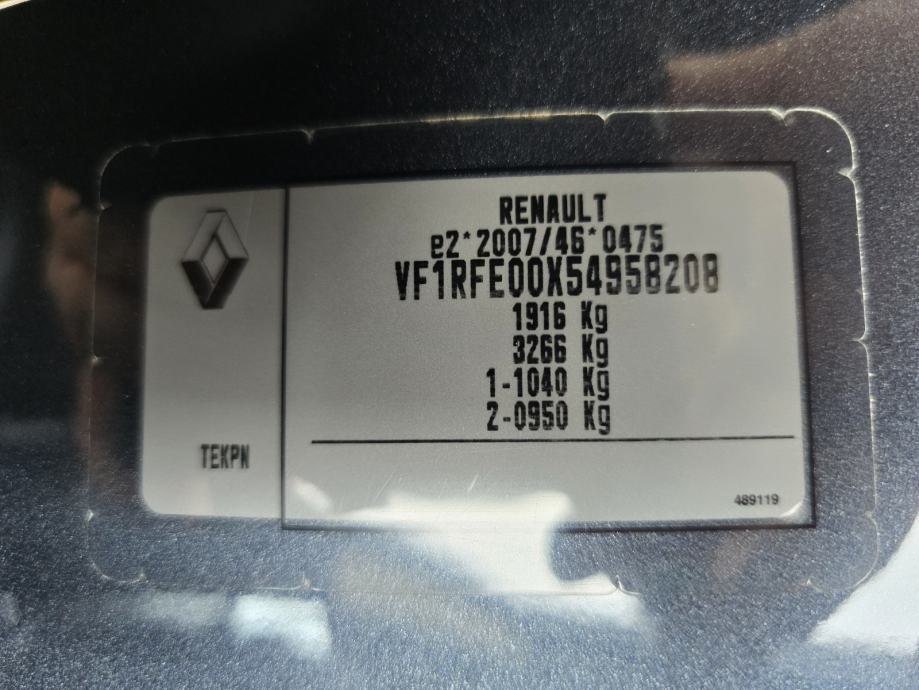 RENAULT
e2*2007/46*0475
VF1RFE00X54958208
1916 Kg
3266 Kg
1-1040 Kg
2-0950 Kg
TEKPN
489119